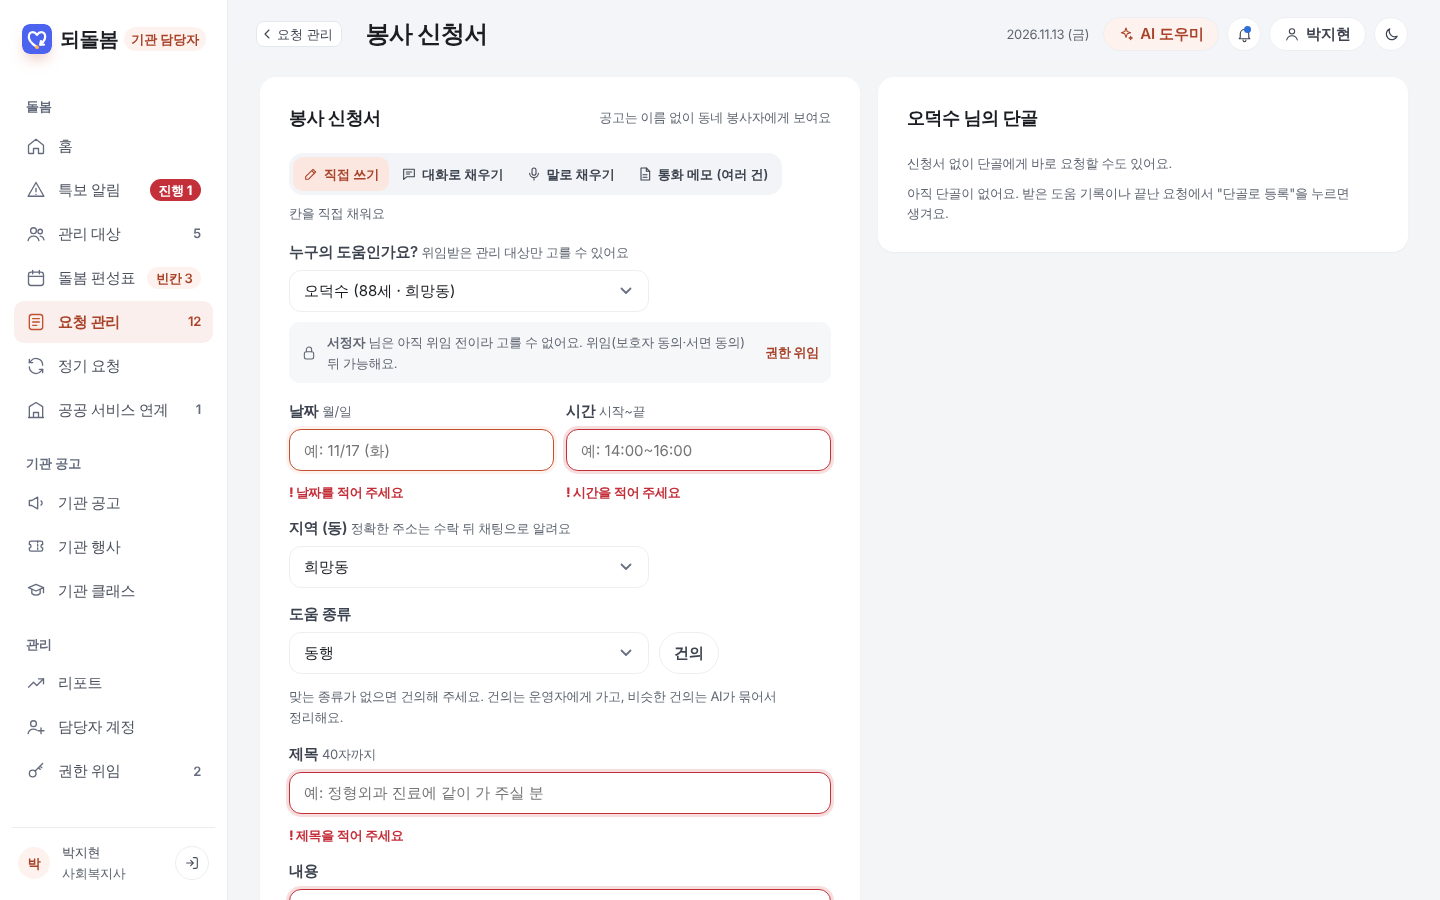 되돌봄 기관 담당자
돌봄
홈
특보 알림 진행 1
관리 대상 5
돌봄 편성표 빈칸 3
요청 관리 12
정기 요청
공공 서비스 연계 1
기관 공고
기관 공고
기관 행사
기관 클래스
관리
리포트
담당자 계정
권한 위임 2
박 박지현
사회복지사
요청 관리 봉사 신청서 2026.11.13 (금) AI 도우미 박지현
봉사 신청서 공고는 이름 없이 동네 봉사자에게 보여요
직접 쓰기 대화로 채우기 말로 채우기 통화 메모 (여러 건)
칸을 직접 채워요
누구의 도움인가요? 위임받은 관리 대상만 고를 수 있어요
오덕수 (88세 · 희망동)
서정자 님은 아직 위임 전이라 고를 수 없어요. 위임(보호자 동의·서면 동의)
뒤 가능해요.
권한 위임
날짜 월/일 시간 시작~끝
예: 11/17 (화) 예: 14:00~16:00
! 날짜를 적어 주세요 ! 시간을 적어 주세요
지역 (동) 정확한 주소는 수락 뒤 채팅으로 알려요
희망동
도움 종류
동행 건의
맞는 종류가 없으면 건의해 주세요. 건의는 운영자에게 가고, 비슷한 건의는 AI가 묶어서
정리해요.
제목 40자까지
예: 정형외과 진료에 같이 가 주실 분
! 제목을 적어 주세요
내용
오덕수 님의 단골
신청서 없이 단골에게 바로 요청할 수도 있어요.
아직 단골이 없어요. 받은 도움 기록이나 끝난 요청에서 "단골로 등록"을 누르면
생겨요.